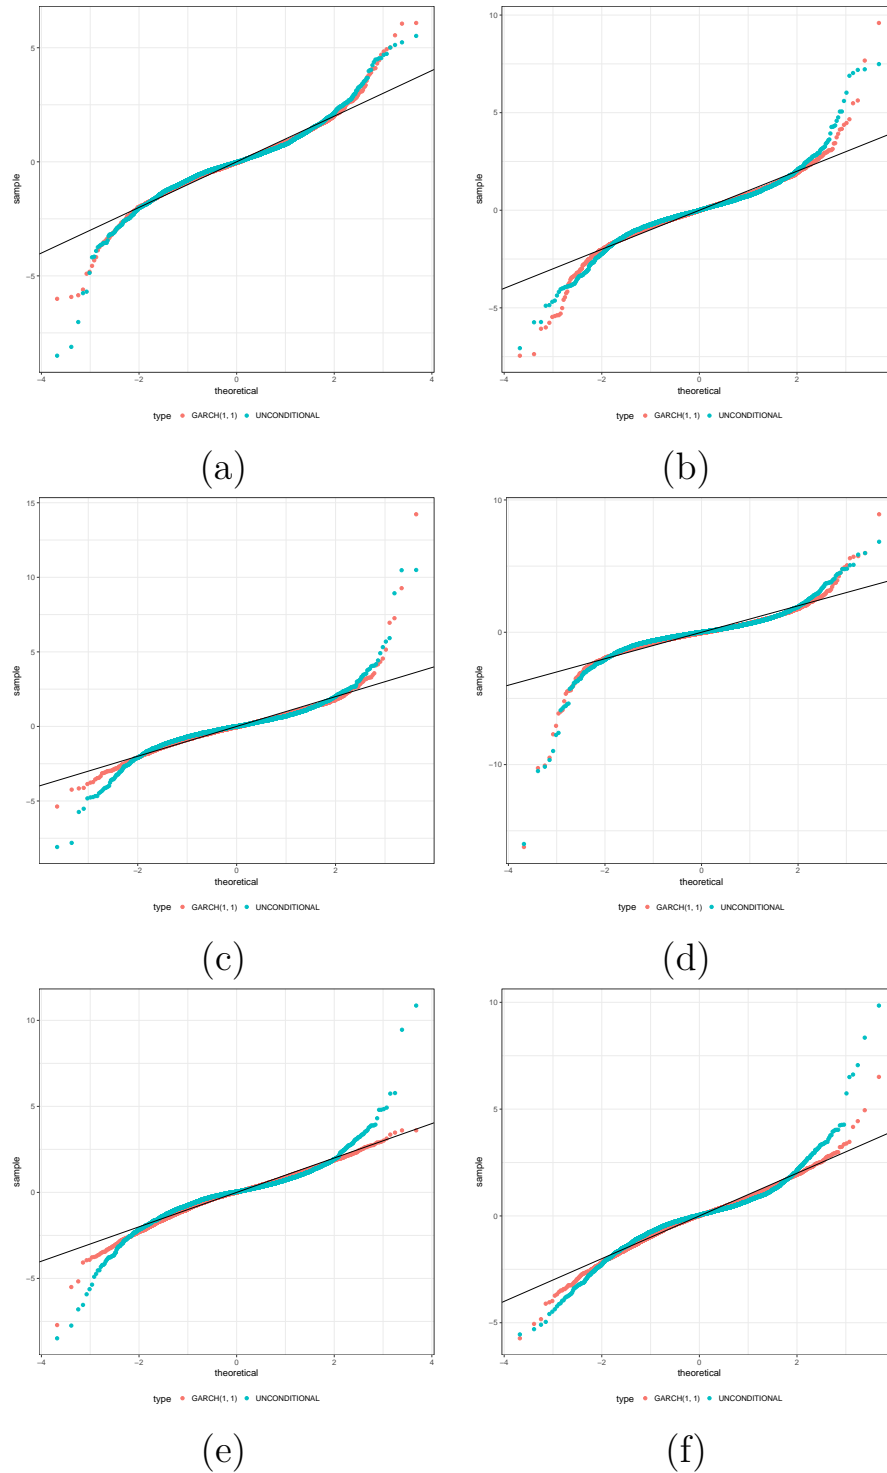 5
0
−5
sample
−4
−2
0
2
4
theoretical
type GARCH(1, 1) UNCONDITIONAL
(a)
10
5
0
−5
sample
−4
−2
0
2
theoretical
type GARCH(1, 1) UNCONDITIONAL
(b)
15
10
5
0
−5
sample
−2
0
2
theoretical
type GARCH(1, 1) UNCONDITIONAL
(c)
10
0
−10
sample
−4
−2
0
2
theoretical
type GARCH(1, 1) UNCONDITIONAL
(d)
10
5
0
−5
sample
−4
−2
0
2
4
theoretical
type GARCH(1, 1) UNCONDITIONAL
(e)
10
5
0
−5
sample
−4
−2
0
2
theoretical
type GARCH(1, 1) UNCONDITIONAL
(f)